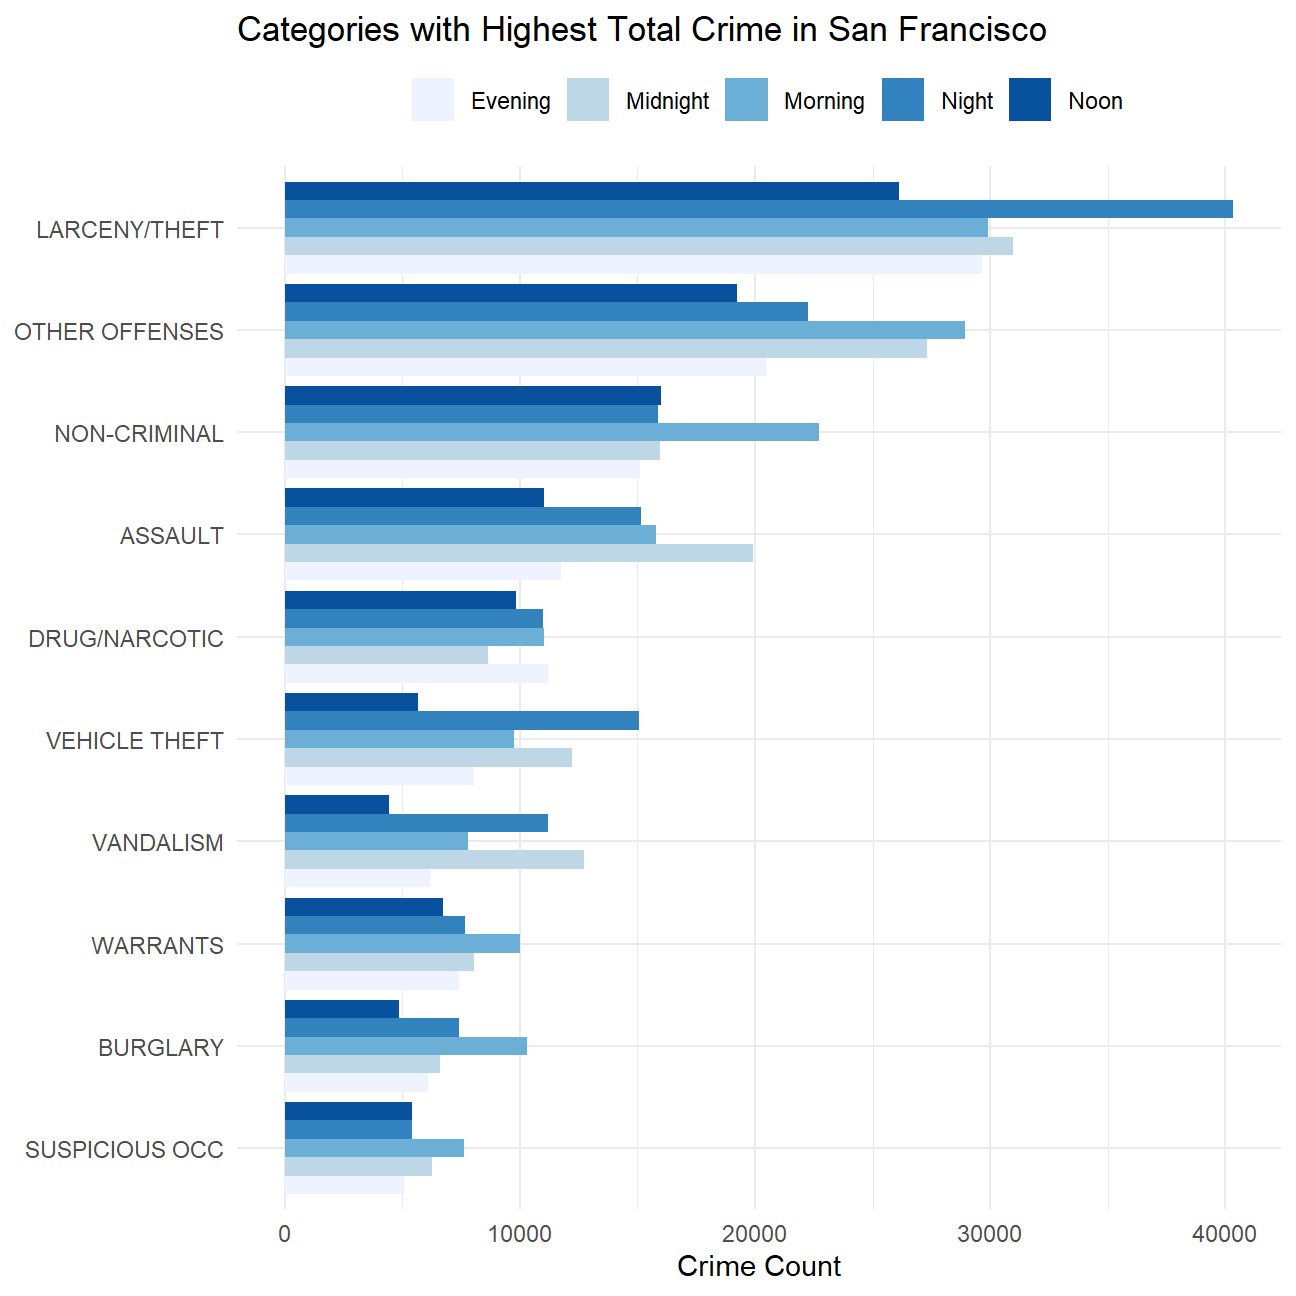 Categories with Highest Total Crime in San Francisco
Evening Midnight Morning Night Noon
LARCENY/THEFT
OTHER OFFENSES
NON-CRIMINAL
ASSAULT
DRUG/NARCOTIC
VEHICLE THEFT
VANDALISM
WARRANTS
BURGLARY
SUSPICIOUS OCC
0 10000 20000 30000 40000
Crime Count